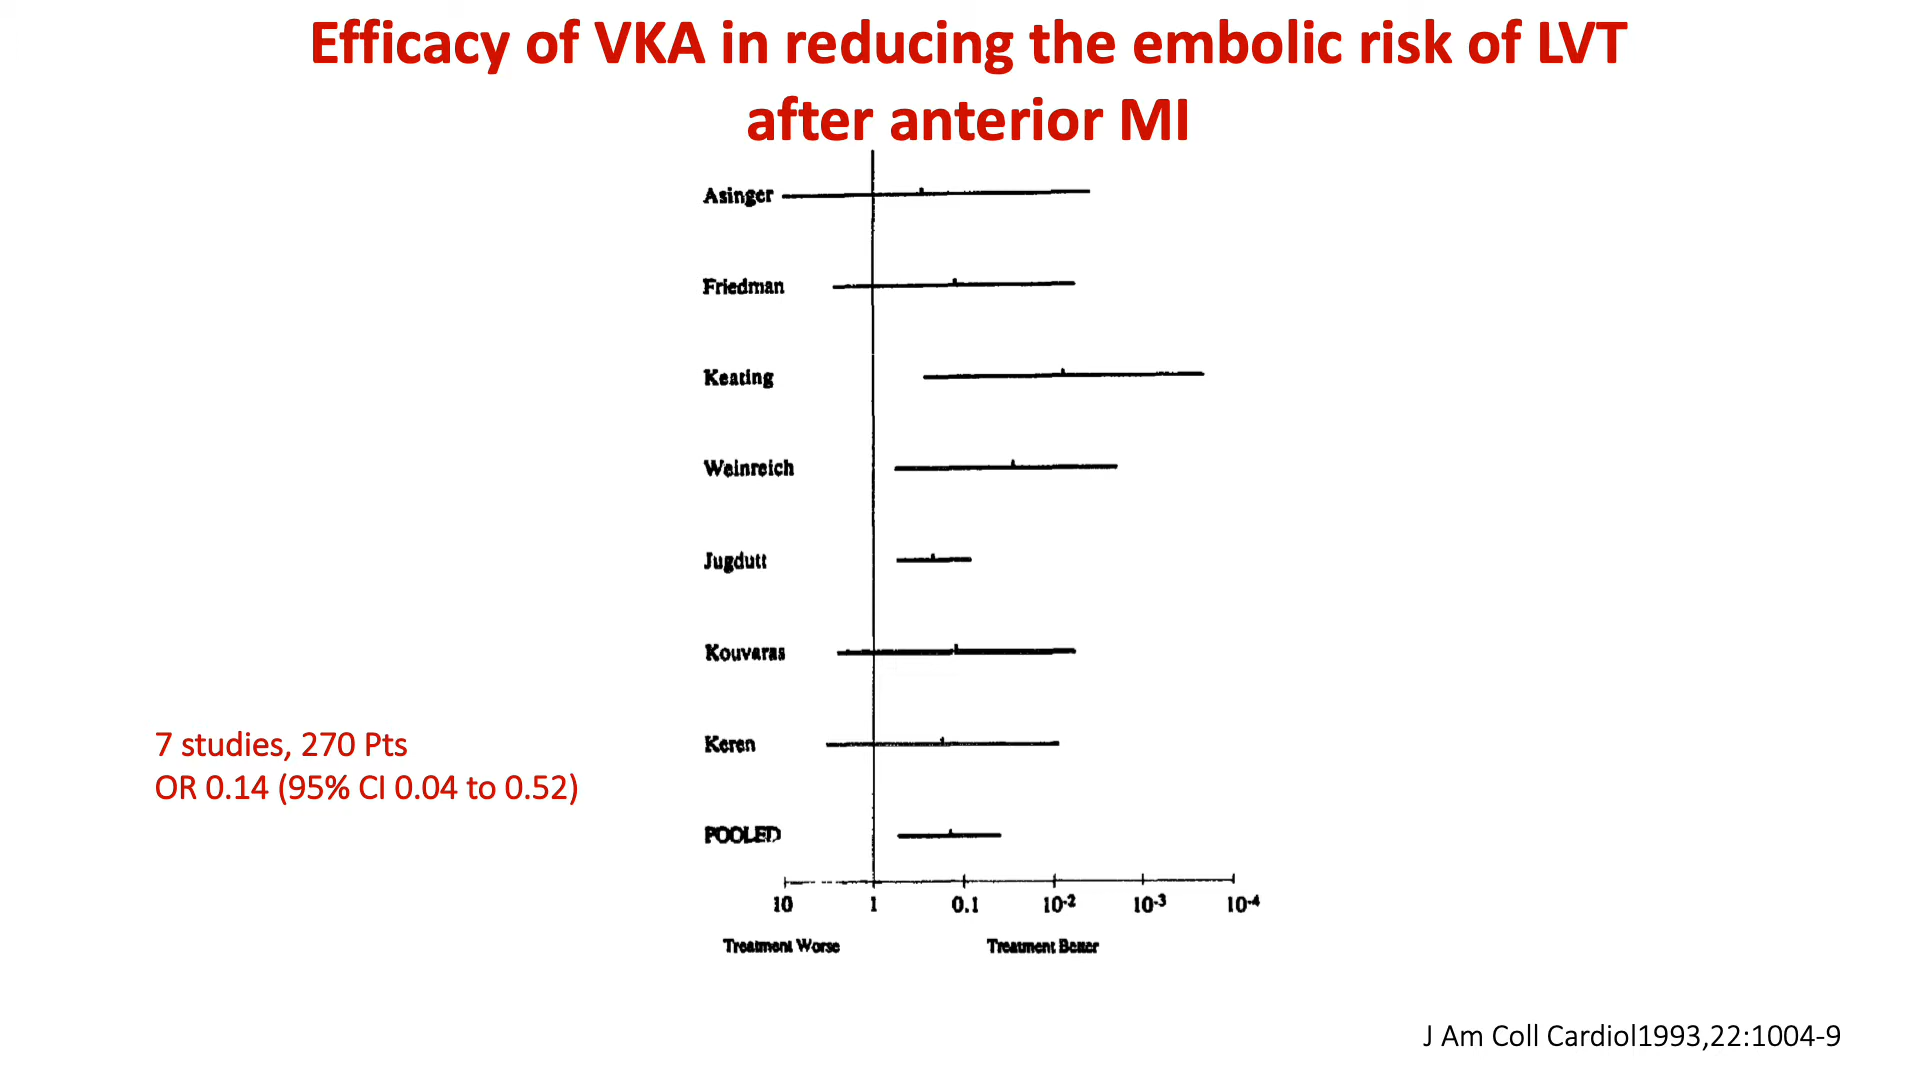 Efficacy of VKA in reducing the embolic risk of LVT
after anterior MI
Asinger
Friedman
Keating
Weinreich
Jugdutt
Kouvaras
7 studies, 270 Pts
Keren
OR 0.14 (95% CI 0.04 to 0.52)
POOLED
10 1 0.1 10⁻² 10⁻³ 10⁻⁴
Treatment Worse Treatment Better
J Am Coll Cardiol1993,22:1004-9